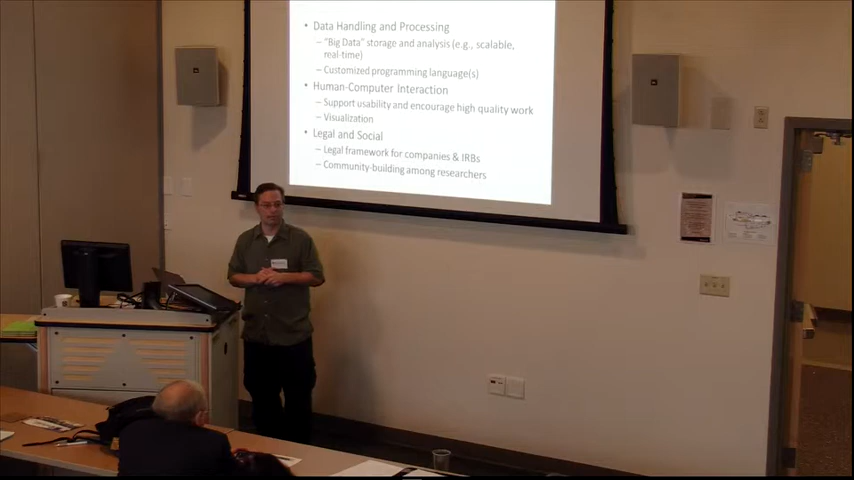 • Data Handling and Processing
– "Big Data" storage and analysis (e.g., scalable,
real-time)
– Customized programming language(s)
• Human-Computer Interaction
– Support usability and encourage high quality work
– Visualization
• Legal and Social
– Legal framework for companies & IRBs
– Community-building among researchers